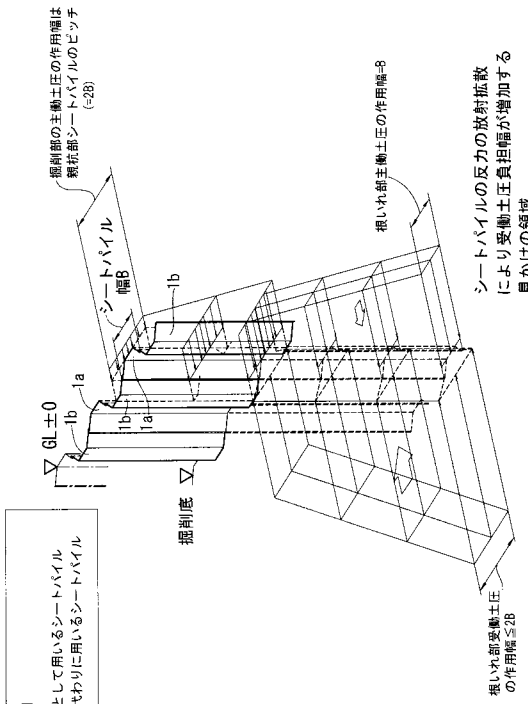 として用いるシートパイル
代わりに用いるシートパイル
GL±0
掘削底
1b
1a
1b
1a
1b
シートパイル
幅B
掘削部の主働土圧の作用幅は
親杭部シートパイルのピッチ
(=2B)
根いれ部主働土圧の作用幅=B
根いれ部受働土圧
の作用幅≦2B
シートパイルの反力の放射拡散
により受働土圧負担幅が増加する
見かけの領域